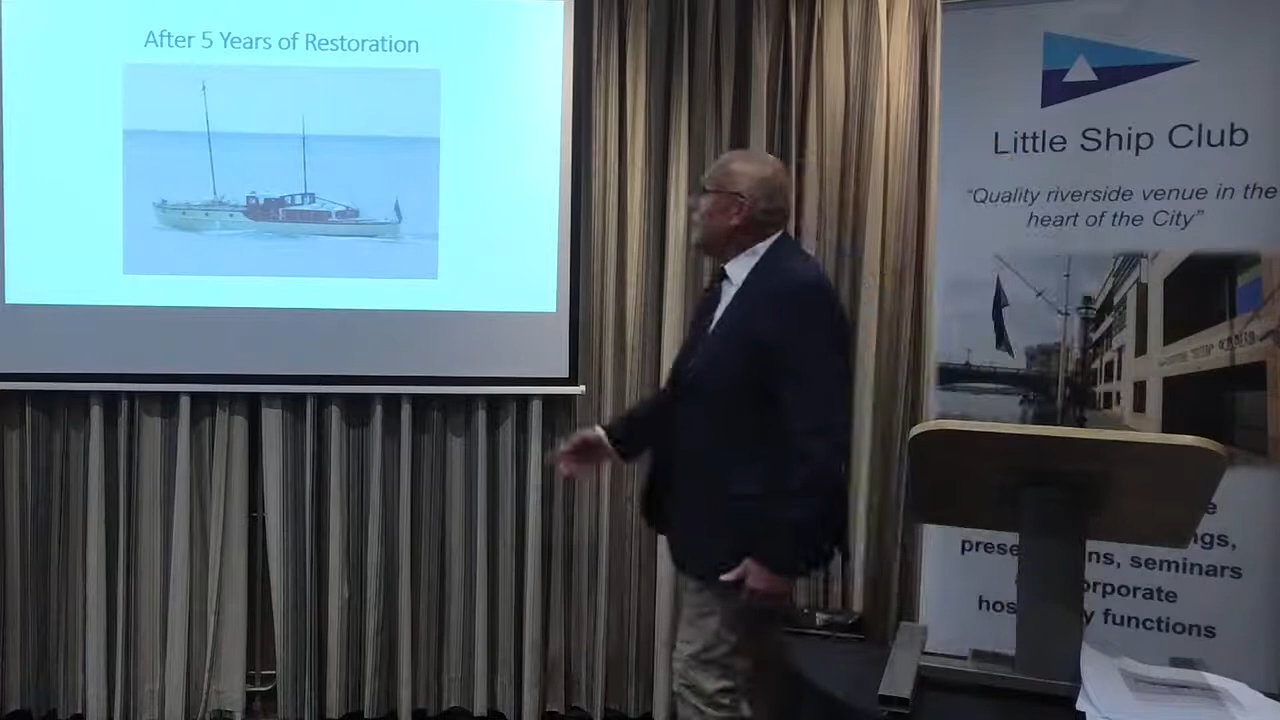 After 5 Years of Restoration
Little Ship Club
"Quality riverside venue in the
heart of the City"
seminars
functions